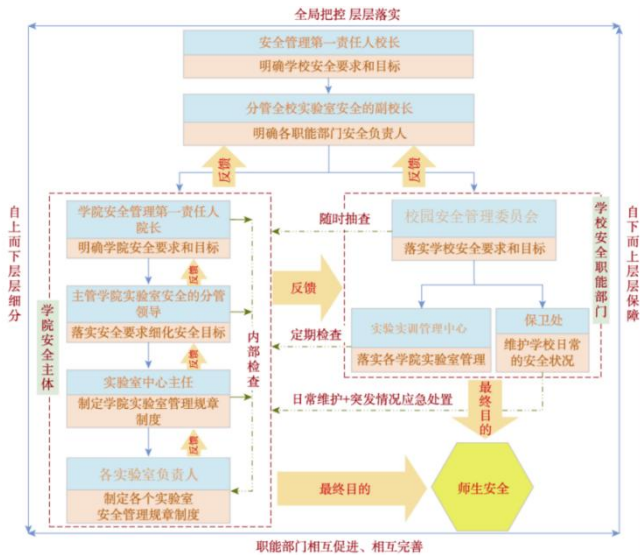 全局把控 层层落实
安全管理第一责任人校长
明确学校安全要求和目标
分管全校实验室安全的副校长
明确各职能部门安全负责人
反馈
反馈
自上而下层层细分
学院安全主体
学院安全管理第一责任人
院长
明确学院安全要求和目标
反馈
主管学院实验室安全的分管
领导
落实安全要求细化安全目标
反馈
实验室中心主任
制定学院实验室管理规章
制度
反馈
各实验室负责人
制定各个实验室
安全管理规章制度
内部检查
随时抽查
反馈
定期检查
日常维护+突发情况应急处置
校园安全管理委员会
落实学校安全要求和目标
实验实训管理中心
落实各学院实验室管理
保卫处
维护学校日常
的安全状况
学校安全职能部门
自下而上层层保障
最终目的
最终目的
师生安全
职能部门相互促进、相互完善